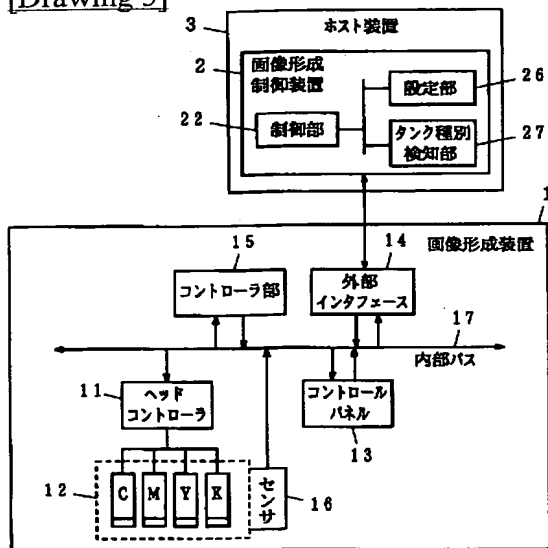 [Drawing 3]
3
ホスト装置
2
画像形成
制御装置
設定部
26
22
制御部
タンク種別
検知部
27
1
画像形成装置
15
14
コントローラ部
外部
インタフェース
17
内部バス
11
ヘッド
コントローラ
コントロール
パネル
13
12
C M Y K
センサ
16